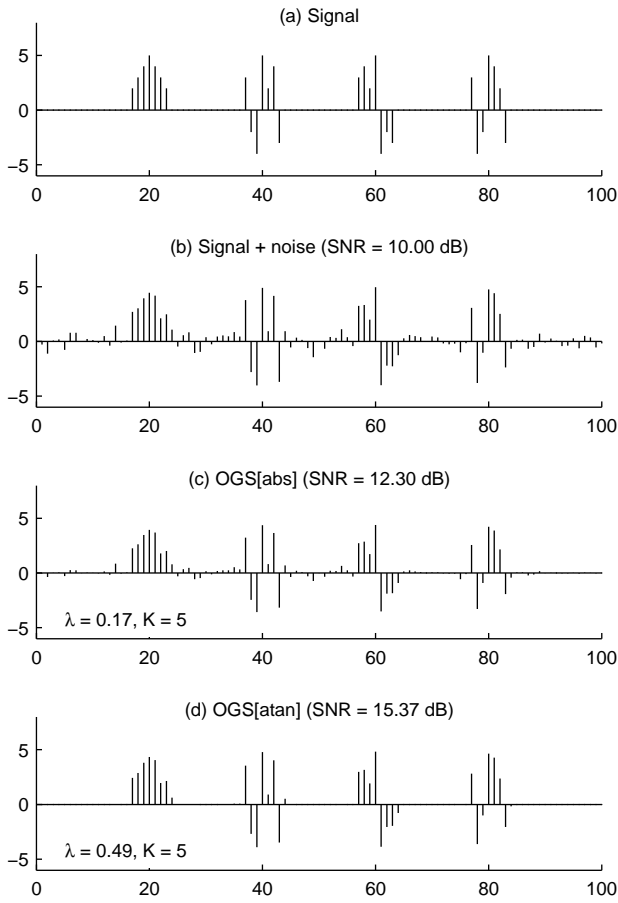 (a) Signal
5
0
−5
0 20 40 60 80 100
(b) Signal + noise (SNR = 10.00 dB)
5
0
−5
0 20 40 60 80 100
(c) OGS[abs] (SNR = 12.30 dB)
5
0
−5
λ = 0.17, K = 5
0 20 40 60 80 100
(d) OGS[atan] (SNR = 15.37 dB)
5
0
−5
λ = 0.49, K = 5
0 20 40 60 80 100